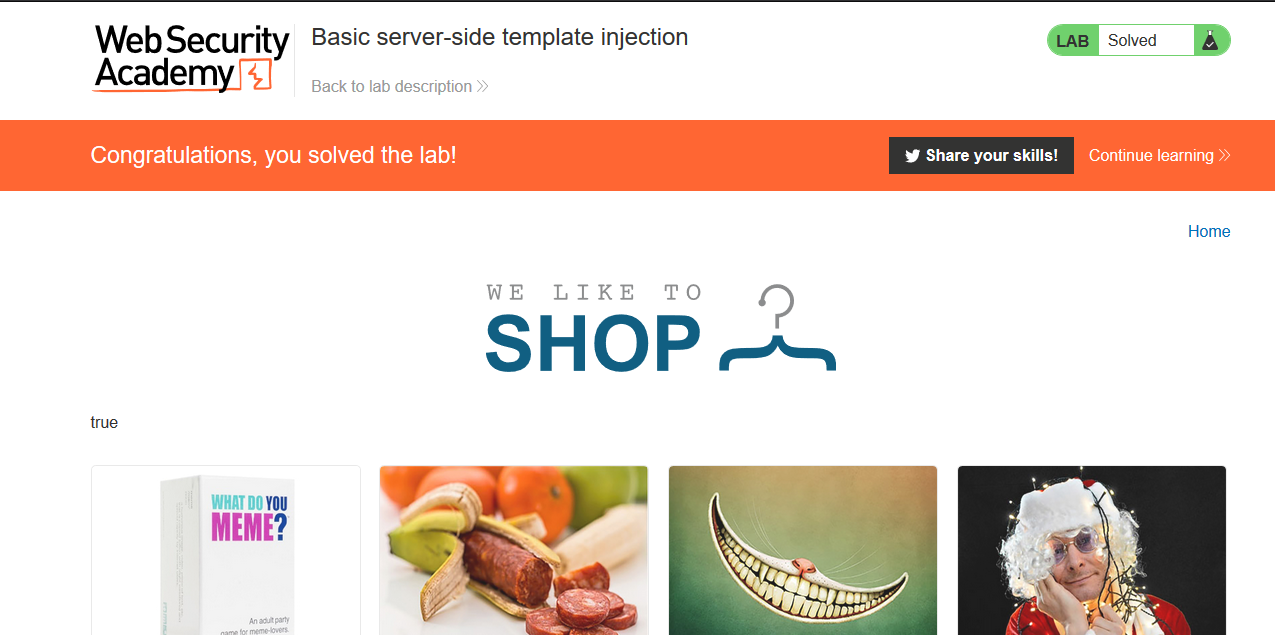 Web Security
Academy
Basic server-side template injection
Back to lab description
LAB Solved
Congratulations, you solved the lab!
Share your skills!
Continue learning
Home
WE LIKE TO
SHOP
true
WHAT DO YOU
MEME?
An adult party
game for meme-lovers.